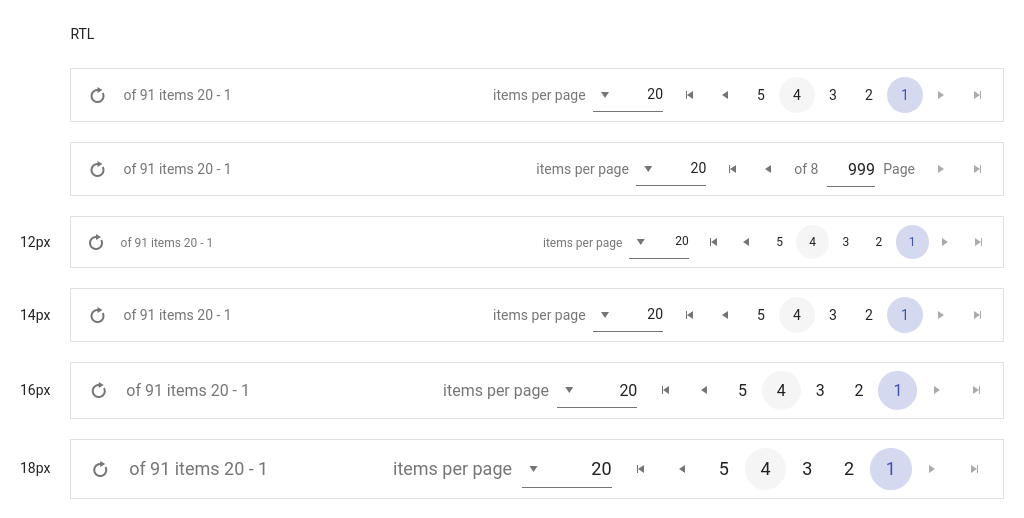 RTL
of 91 items 20 - 1 items per page 20 5 4 3 2 1
of 91 items 20 - 1 items per page 20 of 8 999 Page
12px of 91 items 20 - 1 items per page 20 5 4 3 2 1
14px of 91 items 20 - 1 items per page 20 5 4 3 2 1
16px of 91 items 20 - 1 items per page 20 5 4 3 2 1
18px of 91 items 20 - 1 items per page 20 5 4 3 2 1